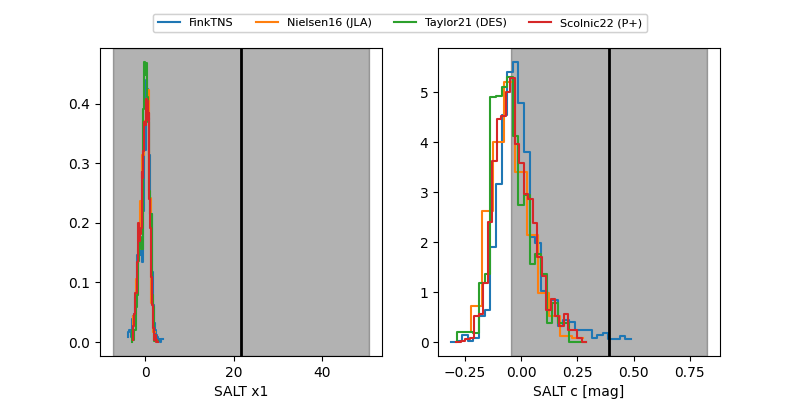 FinkTNS Nielsen16 (JLA) Taylor21 (DES) Scolnic22 (P+)
0.4
0.3
0.2
0.1
0.0
0 20 40
SALT x1
5
4
3
2
1
0
−0.25 0.00 0.25 0.50 0.75
SALT c [mag]